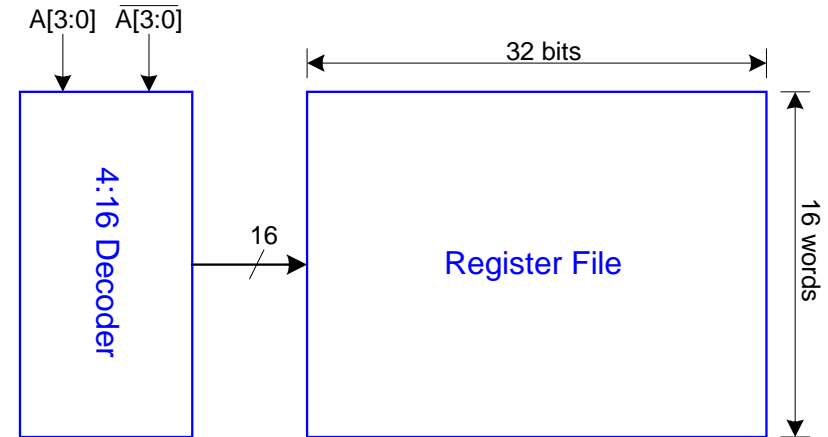 A[3:0] A[3:0]
32 bits
4:16 Decoder
16
Register File
16 words